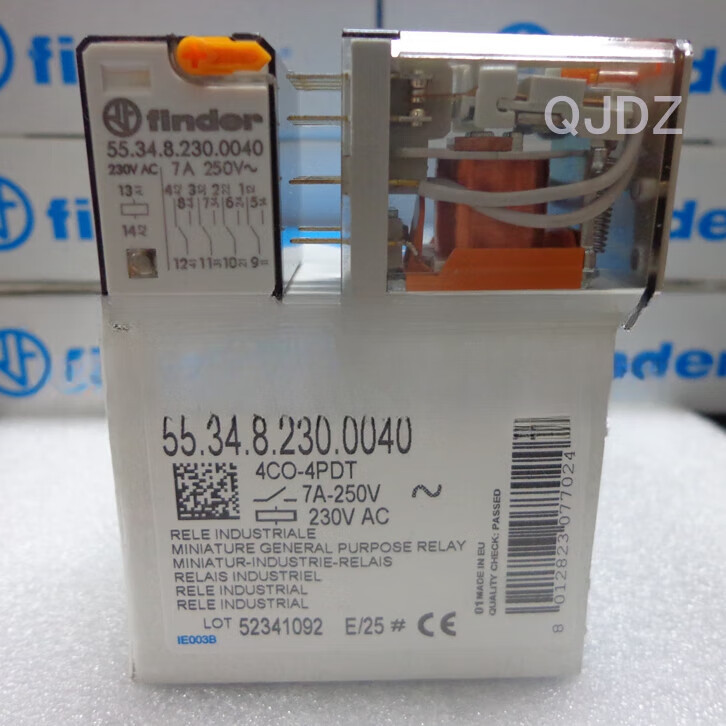 finder
55.34.8.230.0040
230V AC 7A 250V~
13 4 3 2 1
8 7 6 5
14
12 11 10 9
QJDZ
finder
finder
finder
55.34.8.230.0040
4CO-4PDT
7A-250V ~
230V AC
RELE INDUSTRIALE
MINIATURE GENERAL PURPOSE RELAY
MINIATUR-INDUSTRIE-RELAIS
RELAIS INDUSTRIEL
RELE INDUSTRIAL
RELE INDUSTRIAL
LOT 52341092 E/25 # CE
IE003B
01 MADE IN EU
QUALITY CHECK: PASSED
8 012823 077024